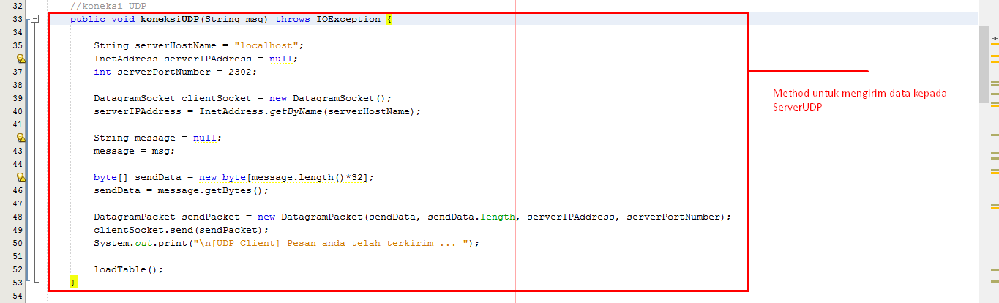 32 //koneksi UDP
33 public void koneksiUDP(String msg) throws IOException {
34
35 String serverHostName = "localhost";
InetAddress serverIPAddress = null;
37 int serverPortNumber = 2302;
38
39 DatagramSocket clientSocket = new DatagramSocket();
40 serverIPAddress = InetAddress.getByName(serverHostName);
41
String message = null;
43 message = msg;
44
byte[] sendData = new byte[message.length()*32];
46 sendData = message.getBytes();
47
48 DatagramPacket sendPacket = new DatagramPacket(sendData, sendData.length, serverIPAddress, serverPortNumber);
49 clientSocket.send(sendPacket);
50 System.out.print("\n[UDP Client] Pesan anda telah terkirim ... ");
51
52 loadTable();
53 }
54
Method untuk mengirim data kepada
ServerUDP